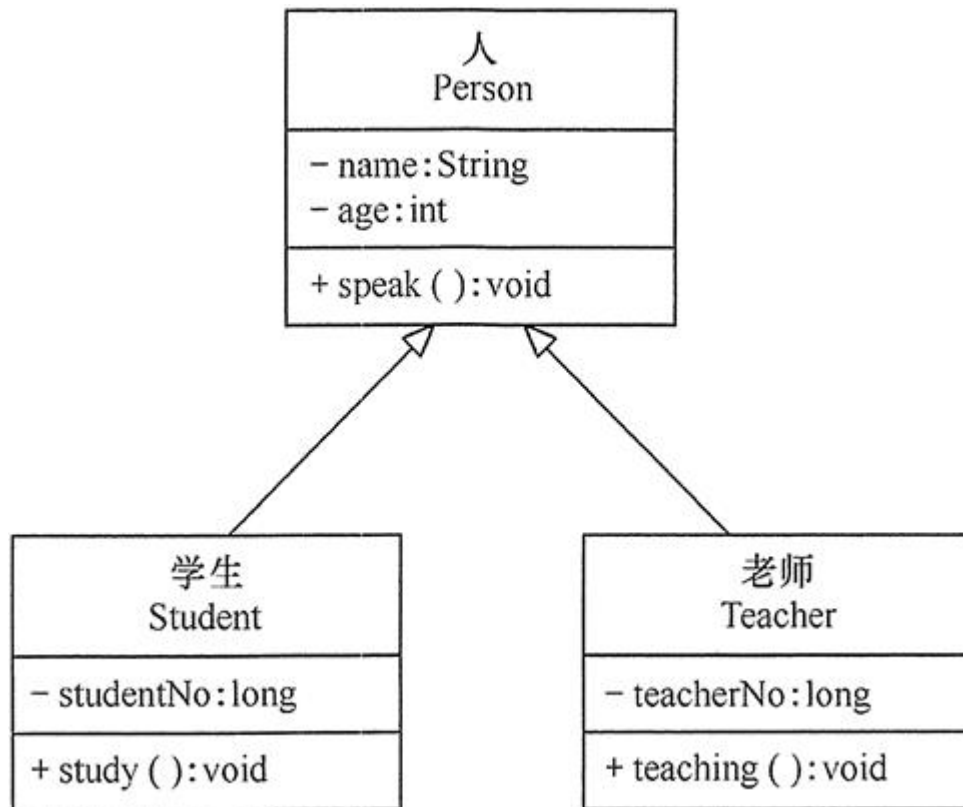 人
Person
- name:String
- age:int
+ speak ( ):void
学生
Student
- studentNo:long
+ study ( ):void
老师
Teacher
- teacherNo:long
+ teaching ( ):void